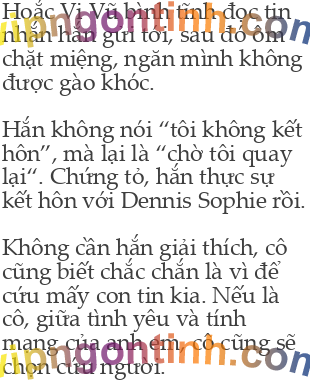 Hoắc Vi Vũ bình tĩnh đọc tin
nhắn hắn gửi tới, sau đó ôm
chặt miệng, ngăn mình không
được gào khóc.
Hắn không nói “tôi không kết
hôn”, mà lại là “chờ tôi quay
lại“. Chứng tỏ, hắn thực sự
kết hôn với Dennis Sophie rồi.
Không cần hắn giải thích, cô
cũng biết chắc chắn là vì để
cứu mấy con tin kia. Nếu là
cô, giữa tình yêu và tính
mạng của anh em, cô cũng sẽ
chọn cứu người.
vipngontinh.com
vipngontinh.com